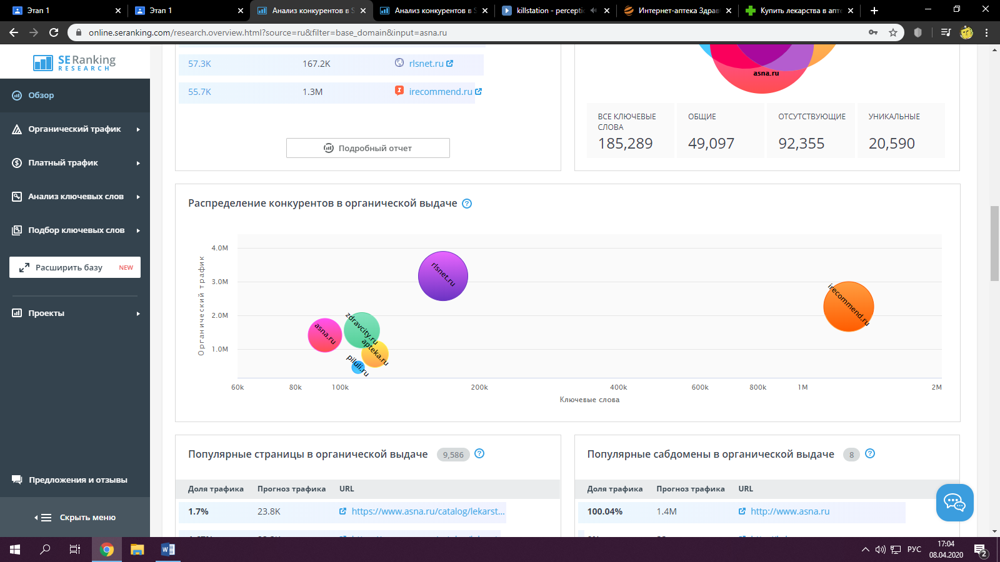 Этап 1
Этап 1
Анализ конкурентов в S
Анализ конкурентов в S
killstation - percepti
Интернет-аптека Здрав
Купить лекарства в апте
online.seranking.com/research.overview.html?source=ru&filter=base_domain&input=asna.ru
SERanking
RESEARCH
Обзор
Органический трафик
Платный трафик
Анализ ключевых слов
Подбор ключевых слов
Расширить базу NEW
Проекты
Предложения и отзывы
Скрыть меню
57.3K 167.2K rlsnet.ru
55.7K 1.3M irecommend.ru
Подробный отчет
asna.ru
ВСЕ КЛЮЧЕВЫЕ СЛОВА
185,289
ОБЩИЕ
49,097
ОТСУТСТВУЮЩИЕ
92,355
УНИКАЛЬНЫЕ
20,590
Распределение конкурентов в органической выдаче ?
Органический трафик
4.0M
3.0M
2.0M
1.0M
rlsnet.ru
irecommend.ru
zdravcity.ru
asna.ru
apteka.ru
piluli.ru
60k 80k 100k 200k 400k 600k 800k 1M 2M
Ключевые слова
Популярные страницы в органической выдаче 9,586 ?
Доля трафика Прогноз трафика URL
1.7% 23.8K https://www.asna.ru/catalog/lekarst...
Популярные сабдомены в органической выдаче 8 ?
Доля трафика Прогноз трафика URL
100.04% 1.4M http://www.asna.ru
РУС
17:04
08.04.2020
2